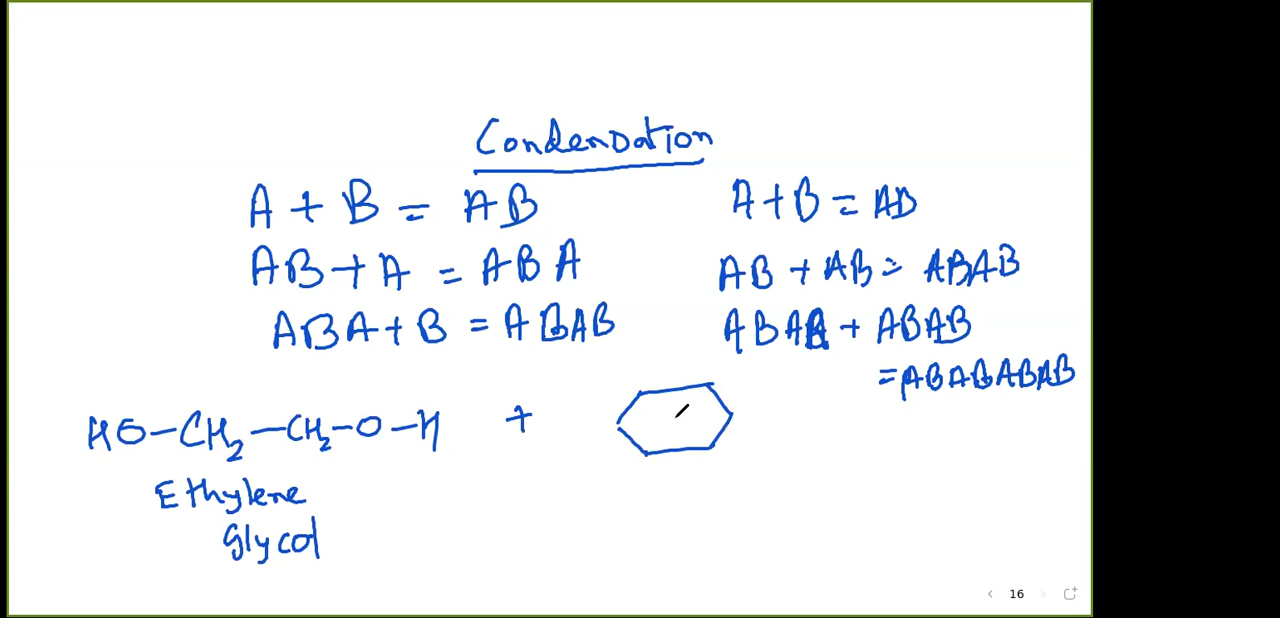 Condensation
A + B = AB
AB + A = ABA
ABA + B = ABAB
A + B = AB
AB + AB = ABAB
ABAB + ABAB
= ABABABAB
HO-CH₂-CH₂-O-H +
Ethylene
Glycol
16